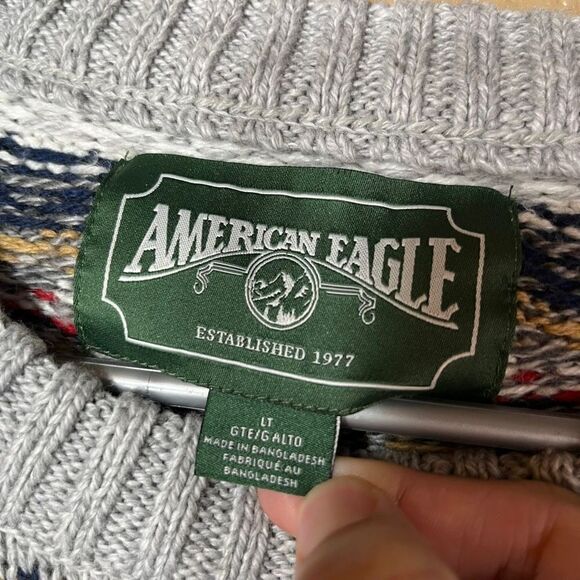 AMERICAN EAGLE
ESTABLISHED 1977
LT
GTE/G ALTO
MADE IN BANGLADESH
FABRIQUÉ AU
BANGLADESH